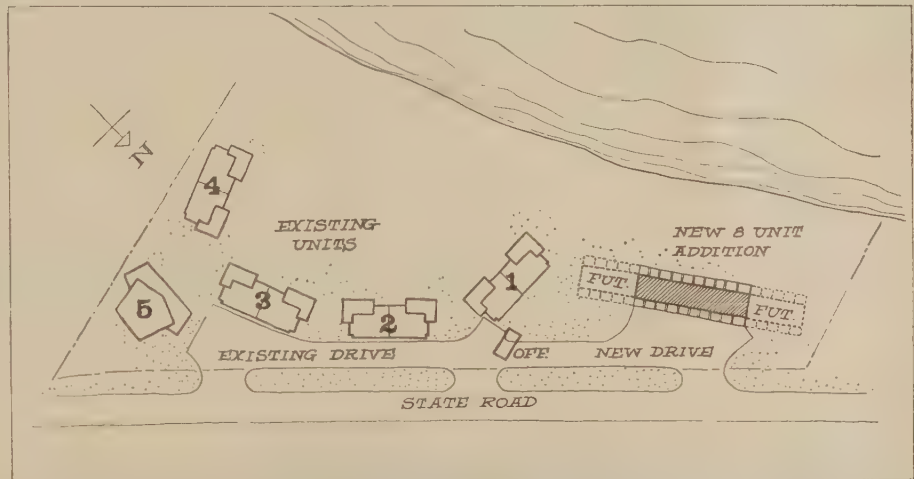 N
4
EXISTING
UNITS
NEW 8 UNIT
ADDITION
1
FUT.
FUT.
5
3
2
EXISTING DRIVE
OFF.
NEW DRIVE
STATE ROAD